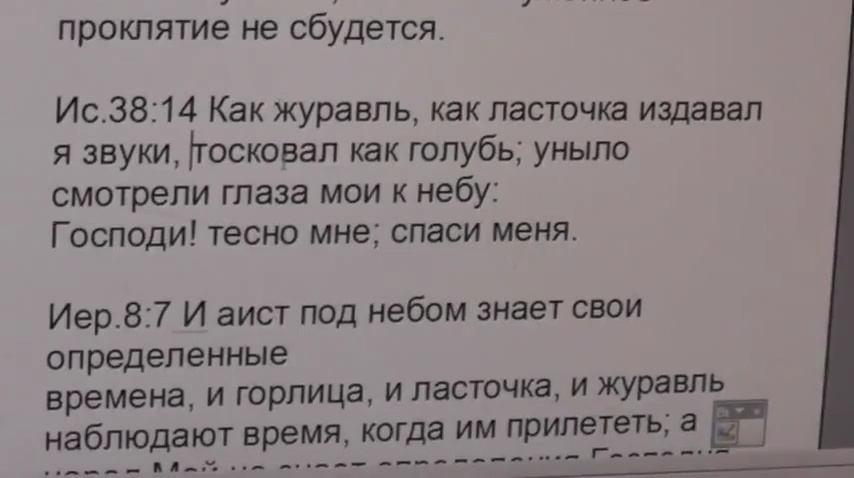 проклятие не сбудется.
Ис.38:14 Как журавль, как ласточка издавал
я звуки, тосковал как голубь; уныло
смотрели глаза мои к небу:
Господи! тесно мне; спаси меня.
Иер.8:7 И аист под небом знает свои
определенные
времена, и горлица, и ласточка, и журавль
наблюдают время, когда им прилететь; а